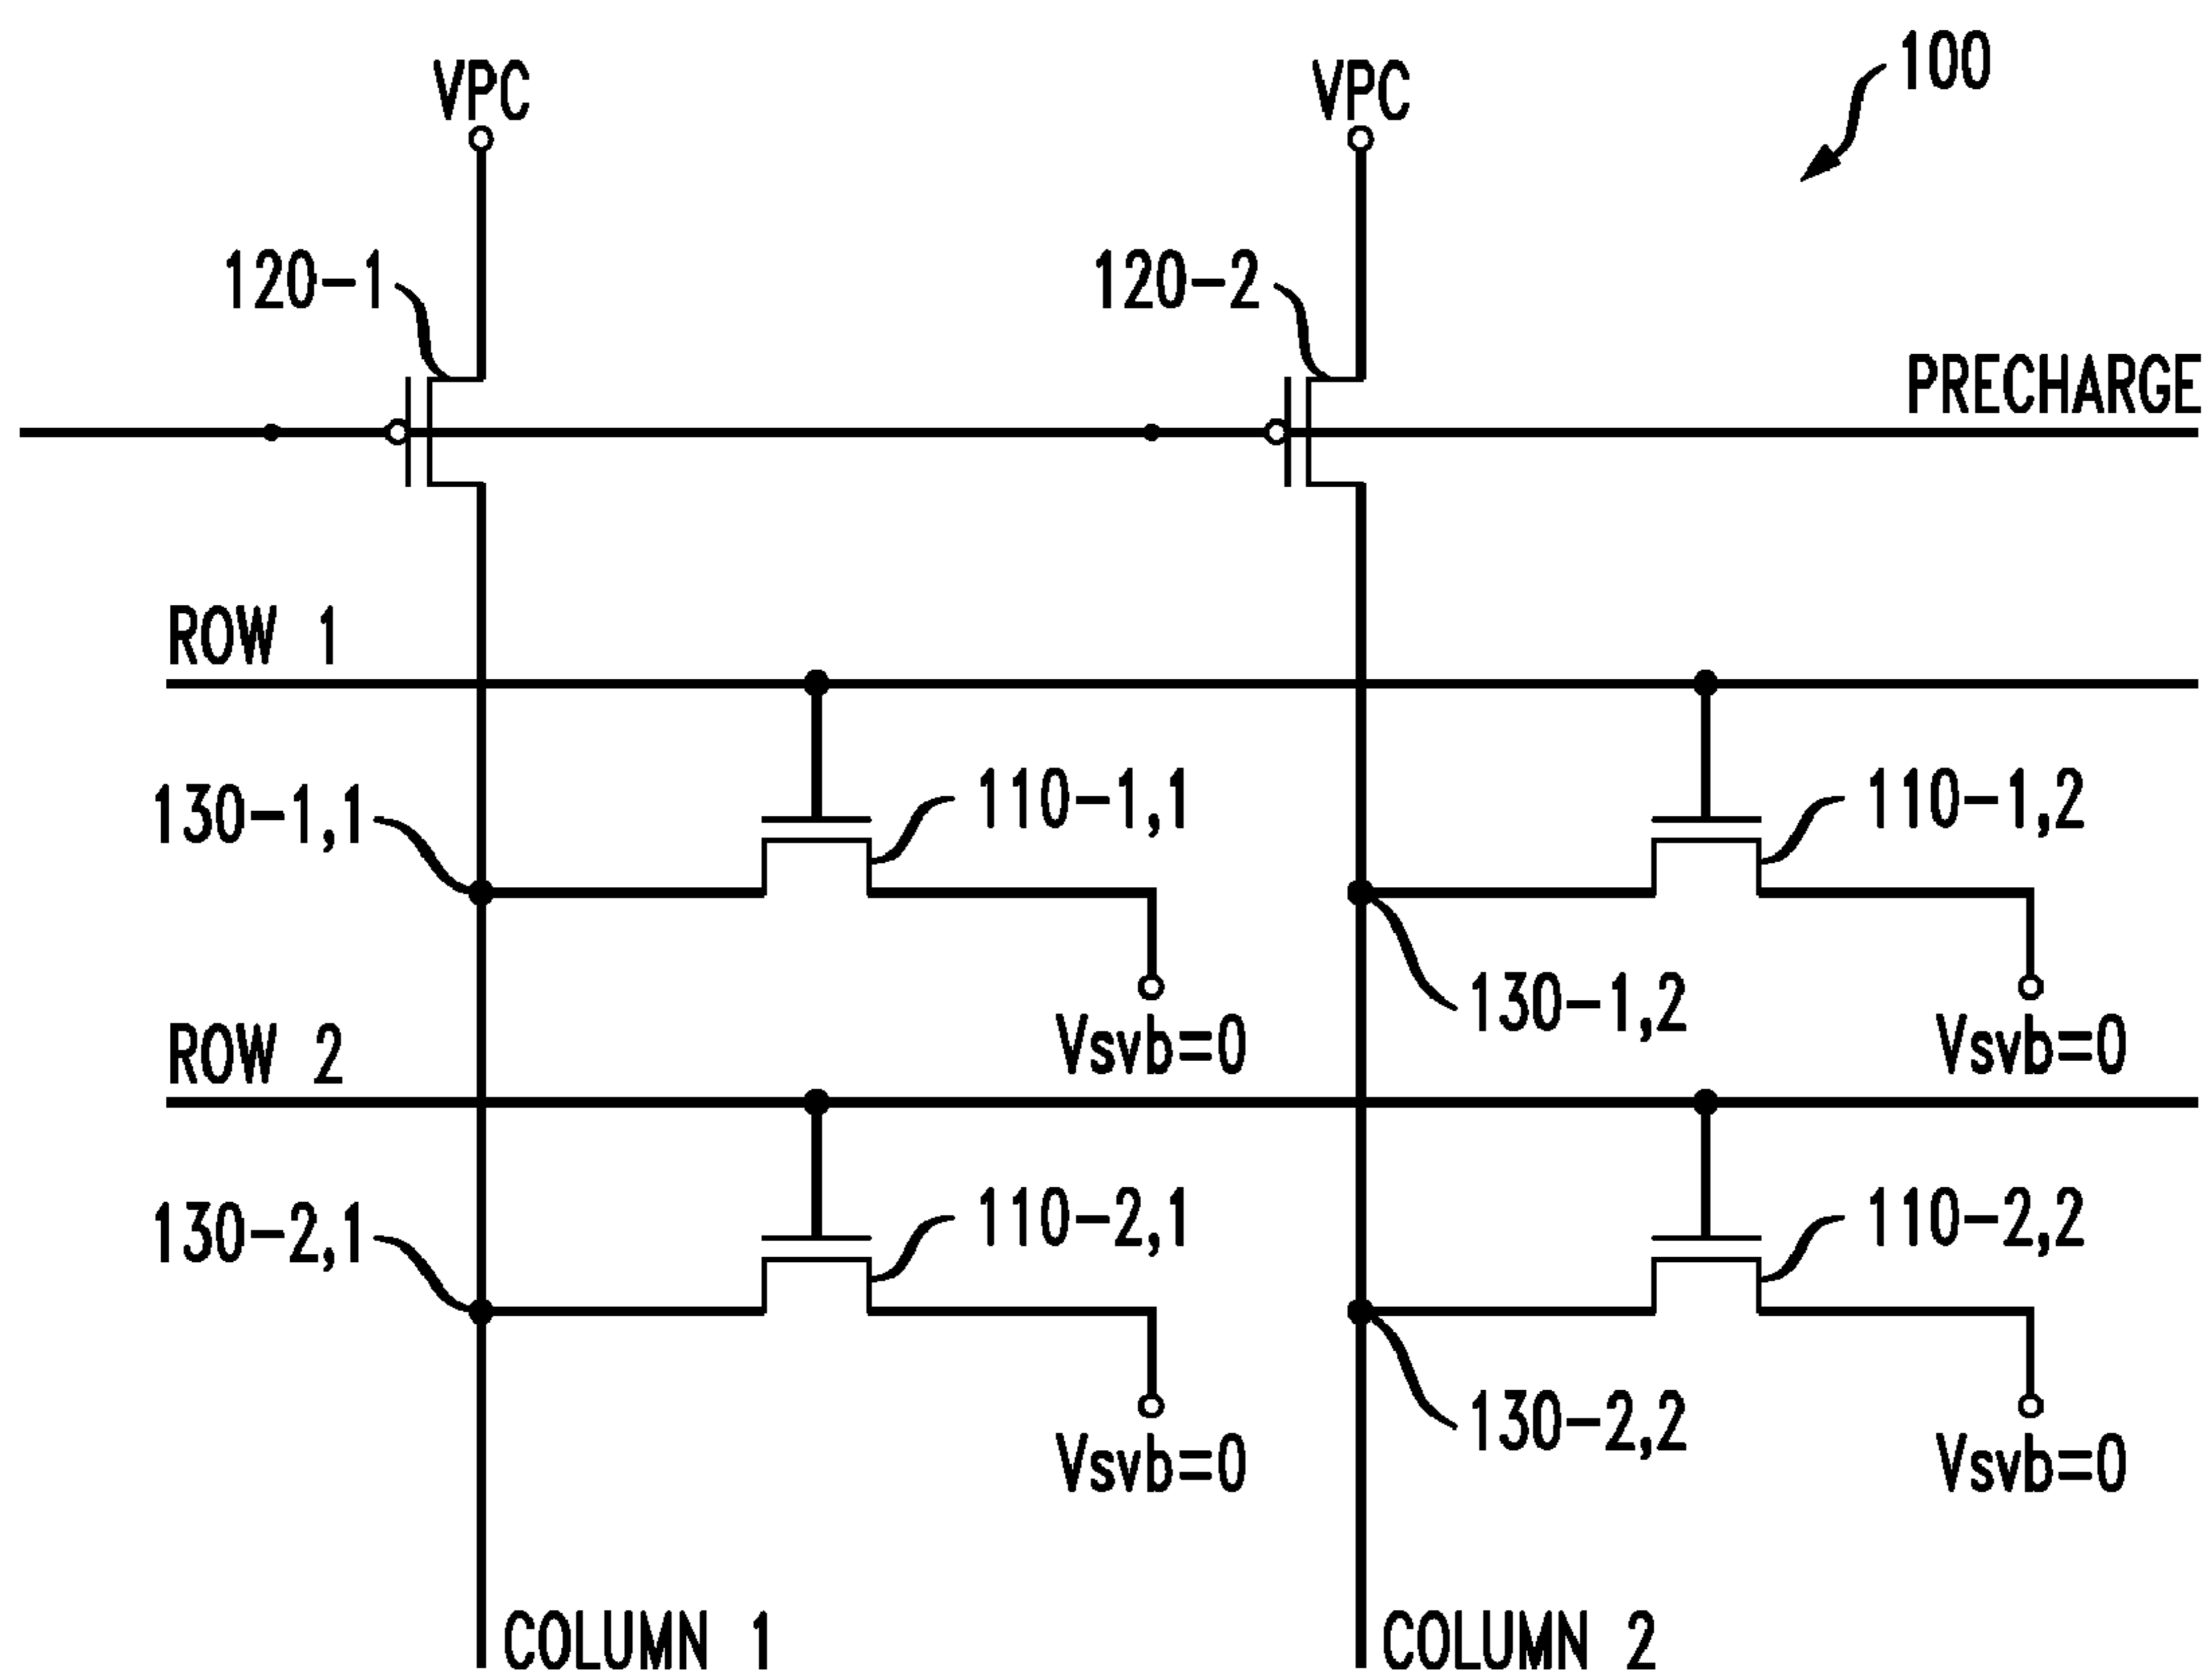 100
VPC
VPC
120-1
120-2
PRECHARGE
ROW 1
130-1,1
110-1,1
110-1,2
130-1,2
Vsvb=0
Vsvb=0
ROW 2
130-2,1
110-2,1
110-2,2
130-2,2
Vsvb=0
Vsvb=0
COLUMN 1
COLUMN 2